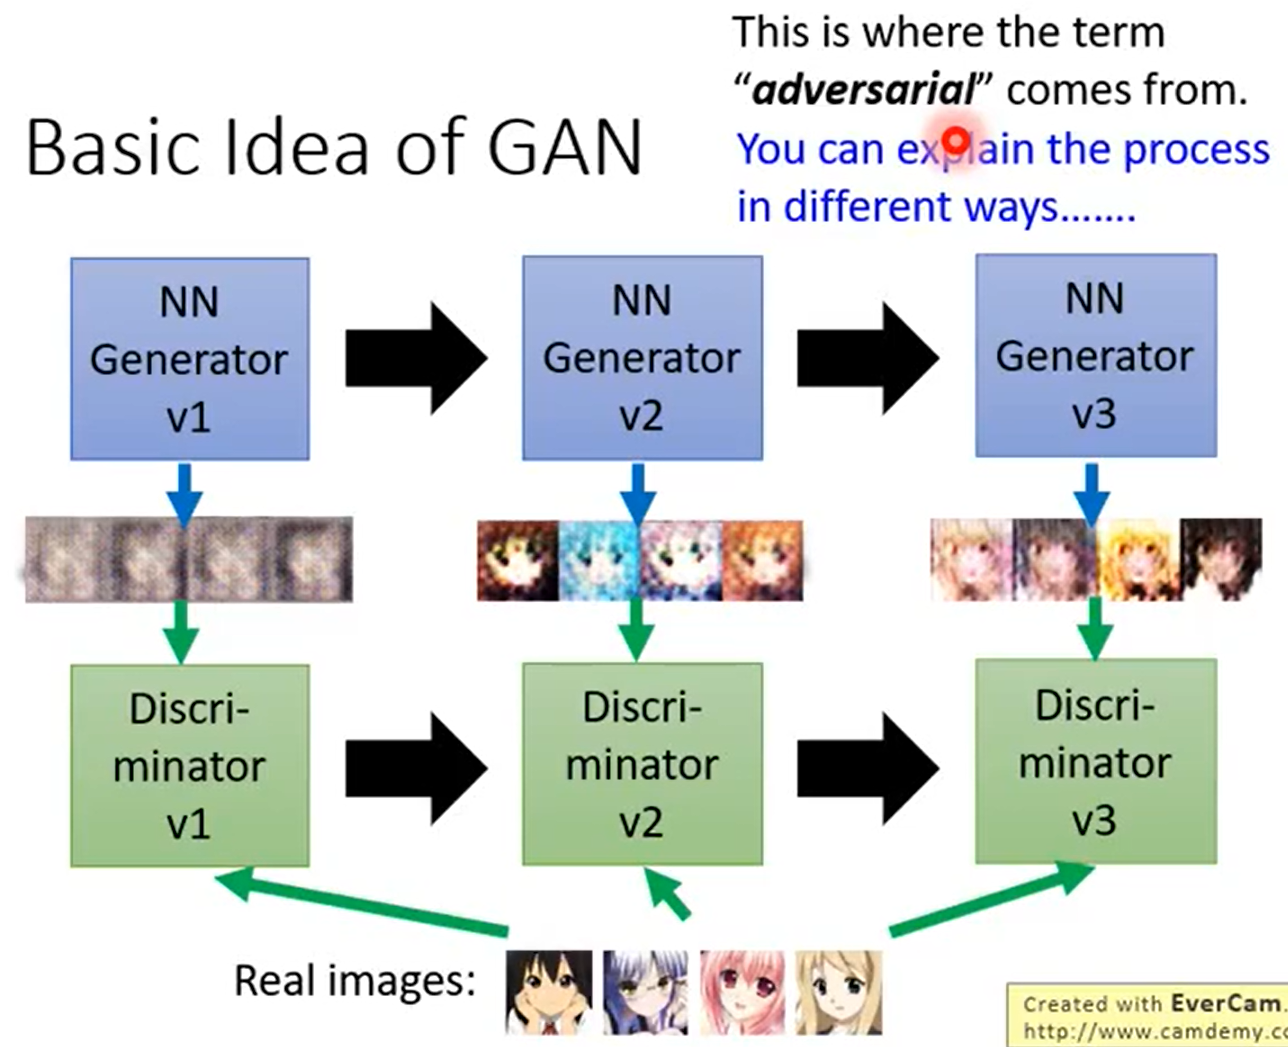 This is where the term
“adversarial” comes from.
Basic Idea of GAN
You can explain the process
in different ways.......
NN
Generator
v1
NN
Generator
v2
NN
Generator
v3
Discri-
minator
v1
Discri-
minator
v2
Discri-
minator
v3
Real images:
Created with EverCam.
http://www.camdemy.co